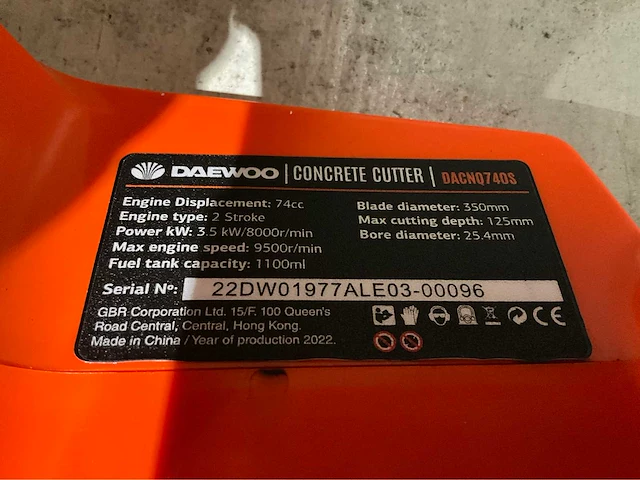 DAEWOO | CONCRETE CUTTER | DACNQ740S
Engine Displacement: 74cc
Engine type: 2 Stroke
Power kW: 3.5 kW/8000r/min
Max engine speed: 9500r/min
Fuel tank capacity: 1100ml
Blade diameter: 350mm
Max cutting depth: 125mm
Bore diameter: 25.4mm
Serial Nº: 22DW01977ALE03-00096
GBR Corporation Ltd. 15/F. 100 Queen's
Road Central, Central, Hong Kong.
Made in China / Year of production 2022.
CE